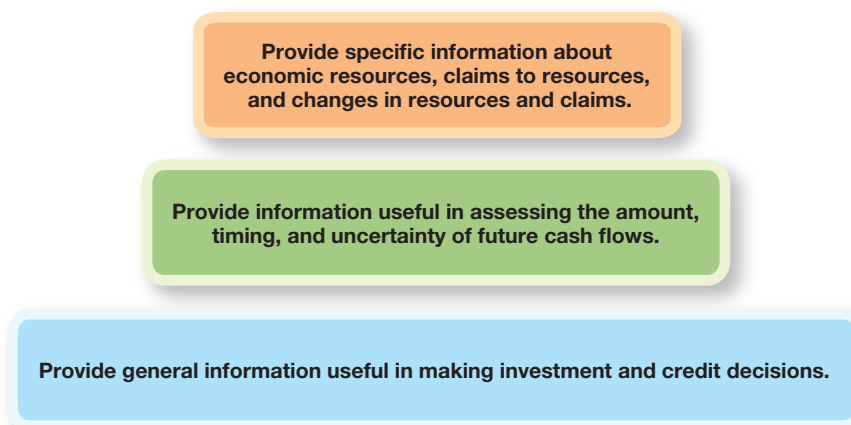 Provide specific information about
economic resources, claims to resources,
and changes in resources and claims.
Provide information useful in assessing the amount,
timing, and uncertainty of future cash flows.
Provide general information useful in making investment and credit decisions.